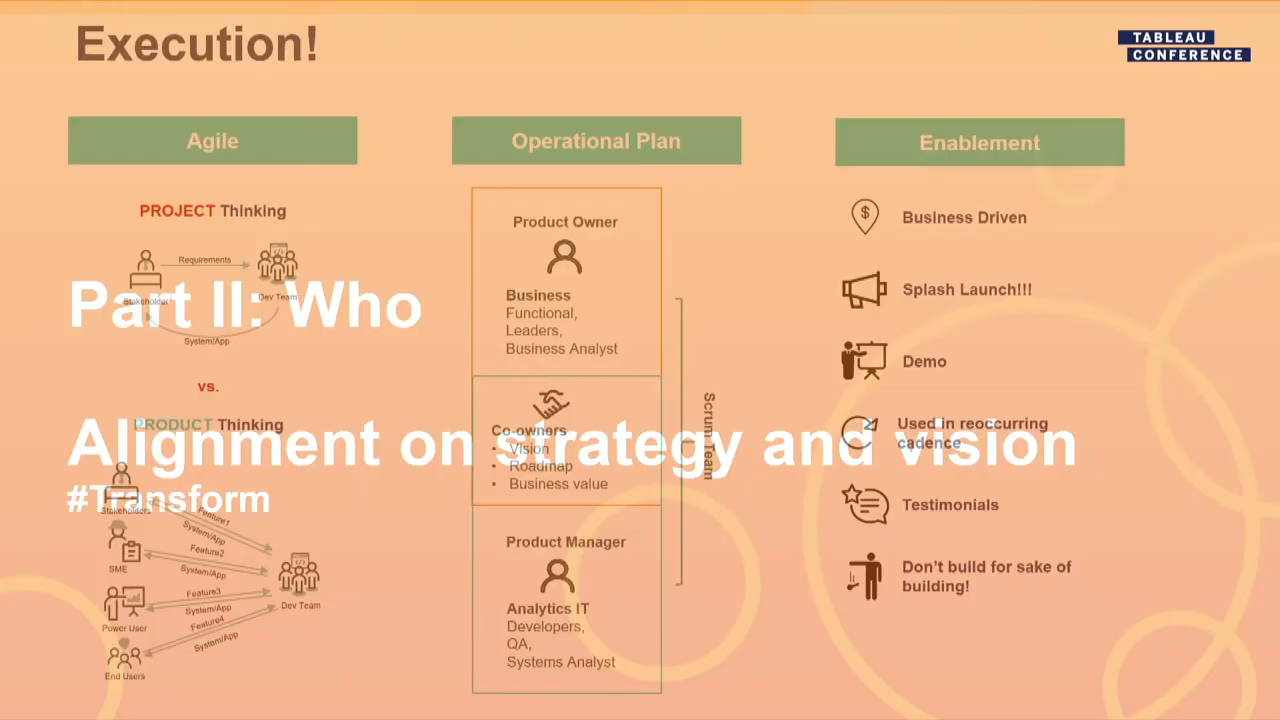 Execution!
TABLEAU
CONFERENCE
Agile
PROJECT Thinking
Requirements
Stakeholder
Dev Team
System/App
vs.
PRODUCT Thinking
Stakeholders
Feature1
System/App
SME
Feature2
System/App
Power User
Feature3
System/App
Feature4
System/App
End Users
Dev Team
Operational Plan
Product Owner
Business
Functional,
Leaders,
Business Analyst
Co-owners
• Vision
• Roadmap
• Business value
Product Manager
Analytics IT
Developers,
QA,
Systems Analyst
Scrum Team
Enablement
Business Driven
Splash Launch!!!
Demo
Used in reoccurring
cadence
Testimonials
Don't build for sake of
building!
Part II: Who
Alignment on strategy and vision
#Transform